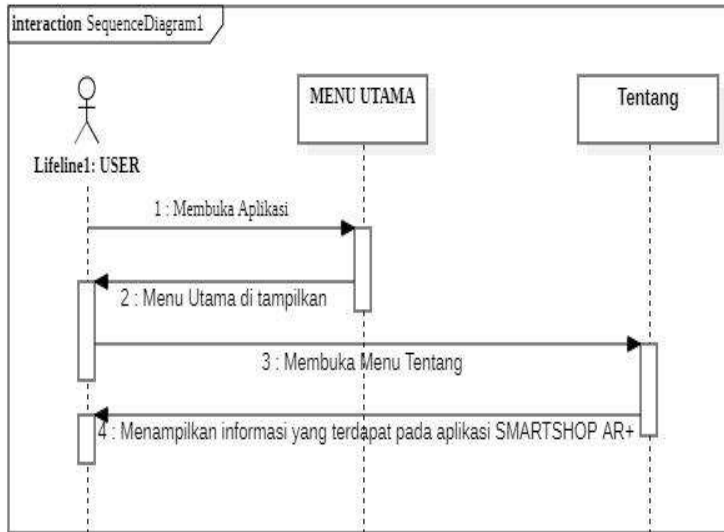 interaction SequenceDiagram1
MENU UTAMA
Tentang
Lifeline1: USER
1 : Membuka Aplikasi
2 : Menu Utama di tampilkan
3 : Membuka Menu Tentang
4 : Menampilkan informasi yang terdapat pada aplikasi SMARTSHOP AR+